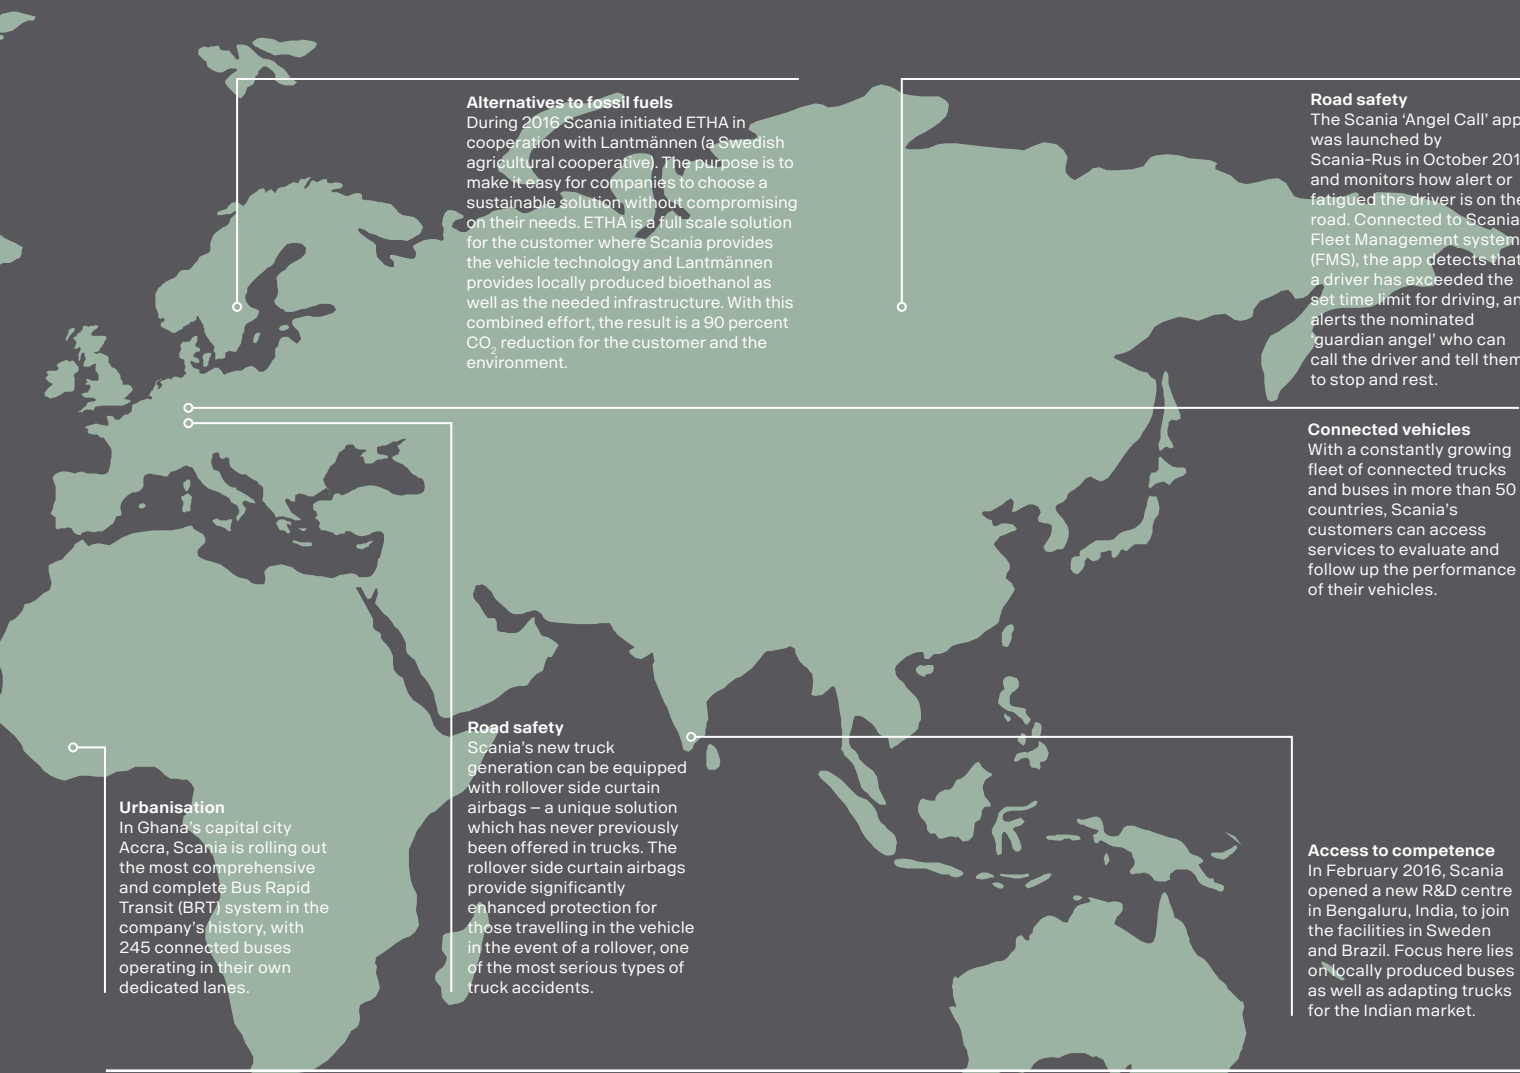 Alternatives to fossil fuels
During 2016 Scania initiated ETHA in
cooperation with Lantmännen (a Swedish
agricultural cooperative). The purpose is to
make it easy for companies to choose a
sustainable solution without compromising
on their needs. ETHA is a full scale solution
for the customer where Scania provides
the vehicle technology and Lantmännen
provides locally produced bioethanol as
well as the needed infrastructure. With this
combined effort, the result is a 90 percent
CO2 reduction for the customer and the
environment.
Road safety
The Scania ‘Angel Call’ app
was launched by
Scania-Rus in October
and monitors how alert or
fatigued the driver is on the
road. Connected to Scania
Fleet Management system
(FMS), the app detects that
a driver has exceeded the
set time limit for driving,
alerts the nominated
‘guardian angel’ who can
call the driver and tell them
to stop and rest.
Connected vehicles
With a constantly growing
fleet of connected trucks
and buses in more than 50
countries, Scania’s
customers can access
services to evaluate and
follow up the performance
of their vehicles.
Road safety
Scania’s new truck
generation can be equipped
with rollover side curtain
airbags – a unique solution
which has never previously
been offered in trucks. The
rollover side curtain airbags
provide significantly
enhanced protection for
those travelling in the vehicle
in the event of a rollover, one
of the most serious types of
truck accidents.
Urbanisation
In Ghana’s capital city
Accra, Scania is rolling out
the most comprehensive
and complete Bus Rapid
Transit (BRT) system in the
company’s history, with
245 connected buses
operating in their own
dedicated lanes.
Access to competence
In February 2016, Scania
opened a new R&D centre
in Bengaluru, India, to join
the facilities in Sweden
and Brazil. Focus here lies
on locally produced buses
as well as adapting trucks
for the Indian market.